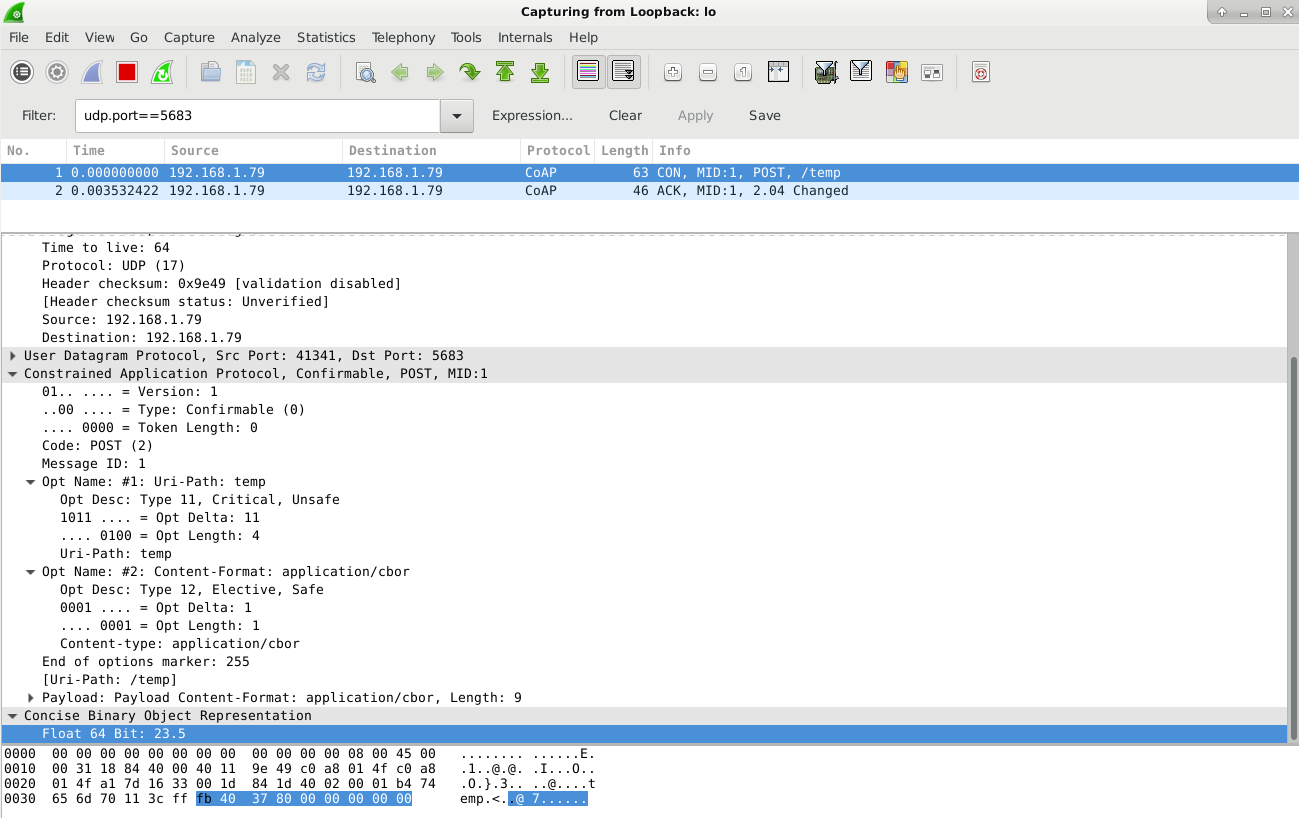 Capturing from Loopback: lo
File Edit View Go Capture Analyze Statistics Telephony Tools Internals Help
Filter: udp.port==5683 Expression... Clear Apply Save
No. Time Source Destination Protocol Length Info
1 0.000000000 192.168.1.79 192.168.1.79 CoAP 63 CON, MID:1, POST, /temp
2 0.003532422 192.168.1.79 192.168.1.79 CoAP 46 ACK, MID:1, 2.04 Changed
Time to live: 64
Protocol: UDP (17)
Header checksum: 0x9e49 [validation disabled]
[Header checksum status: Unverified]
Source: 192.168.1.79
Destination: 192.168.1.79
User Datagram Protocol, Src Port: 41341, Dst Port: 5683
Constrained Application Protocol, Confirmable, POST, MID:1
01.. .... = Version: 1
..00 .... = Type: Confirmable (0)
.... 0000 = Token Length: 0
Code: POST (2)
Message ID: 1
Opt Name: #1: Uri-Path: temp
Opt Desc: Type 11, Critical, Unsafe
1011 .... = Opt Delta: 11
.... 0100 = Opt Length: 4
Uri-Path: temp
Opt Name: #2: Content-Format: application/cbor
Opt Desc: Type 12, Elective, Safe
0001 .... = Opt Delta: 1
.... 0001 = Opt Length: 1
Content-type: application/cbor
End of options marker: 255
[Uri-Path: /temp]
Payload: Payload Content-Format: application/cbor, Length: 9
Concise Binary Object Representation
Float 64 Bit: 23.5
0000 00 00 00 00 00 00 00 00 00 00 00 00 08 00 45 00 ........ ......E.
0010 00 31 18 84 40 00 40 11 9e 49 c0 a8 01 4f c0 a8 .1..@.@. .I...O..
0020 01 4f a1 7d 16 33 00 1d 84 1d 40 02 00 01 b4 74 .O.}.3.. ..@....t
0030 65 6d 70 11 3c ff fb 40 37 80 00 00 00 00 00 emp.<..@ 7......